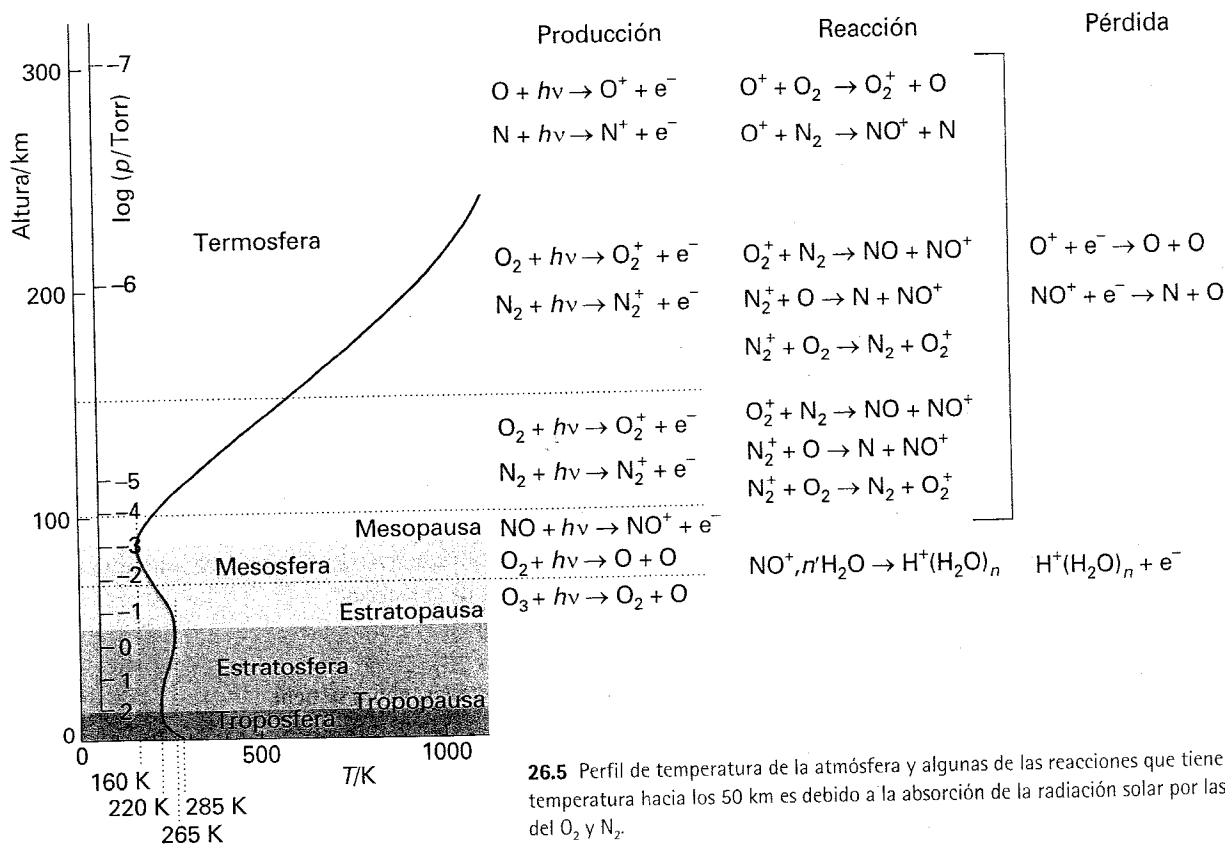 Producción Reacción Pérdida
Altura/km
log (p/Torr)
300 −7
O + hν → O⁺ + e⁻ O⁺ + O₂ → O₂⁺ + O
N + hν → N⁺ + e⁻ O⁺ + N₂ → NO⁺ + N
Termosfera
O₂ + hν → O₂⁺ + e⁻ O₂⁺ + N₂ → NO + NO⁺ O⁺ + e⁻ → O + O
200 −6 N₂ + hν → N₂⁺ + e⁻ N₂⁺ + O → N + NO⁺ NO⁺ + e⁻ → N + O
N₂⁺ + O₂ → N₂ + O₂⁺
O₂ + hν → O₂⁺ + e⁻ O₂⁺ + N₂ → NO + NO⁺
N₂⁺ + O → N + NO⁺
−5 N₂ + hν → N₂⁺ + e⁻ N₂⁺ + O₂ → N₂ + O₂⁺
−4
100 Mesopausa NO + hν → NO⁺ + e⁻
−3
Mesosfera O₂ + hν → O + O NO⁺,n'H₂O → H⁺(H₂O)ₙ H⁺(H₂O)ₙ + e⁻
−2
−1 Estratopausa O₃ + hν → O₂ + O
0
Estratosfera
1
Tropopausa
2 Troposfera
0
0 500 1000
T/K
160 K
220 K 285 K
265 K
26.5 Perfil de temperatura de la atmósfera y algunas de las reacciones que tiene
temperatura hacia los 50 km es debido a la absorción de la radiación solar por las
del O₂ y N₂.